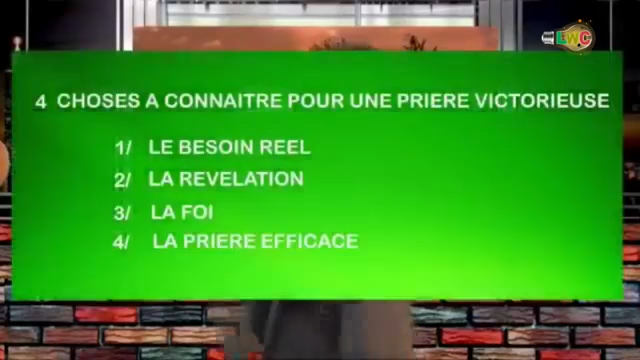 EWC
4 CHOSES A CONNAITRE POUR UNE PRIERE VICTORIEUSE
1/ LE BESOIN REEL
2/ LA REVELATION
3/ LA FOI
4/ LA PRIERE EFFICACE